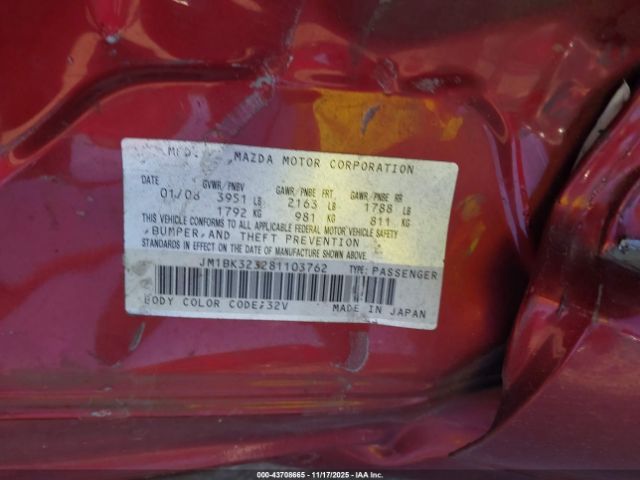 MFD. MAZDA MOTOR CORPORATION
DATE GVWR/PNBV GAWR/PNBE FRT GAWR/PNBE RR
01/08 3951 LB 2163 LB 1788 LB
1792 KG 981 KG 811 KG
THIS VEHICLE CONFORMS TO ALL APPLICABLE FEDERAL MOTOR VEHICLE SAFETY
, BUMPER, AND THEFT PREVENTION
STANDARDS IN EFFECT ON THE DATE OF MANUFACTURE SHOWN ABOVE.
JM1BK323281103762 TYPE: PASSENGER
BODY COLOR CODE:32V MADE IN JAPAN
000-43708665 - 11/17/2025 - IAA Inc.